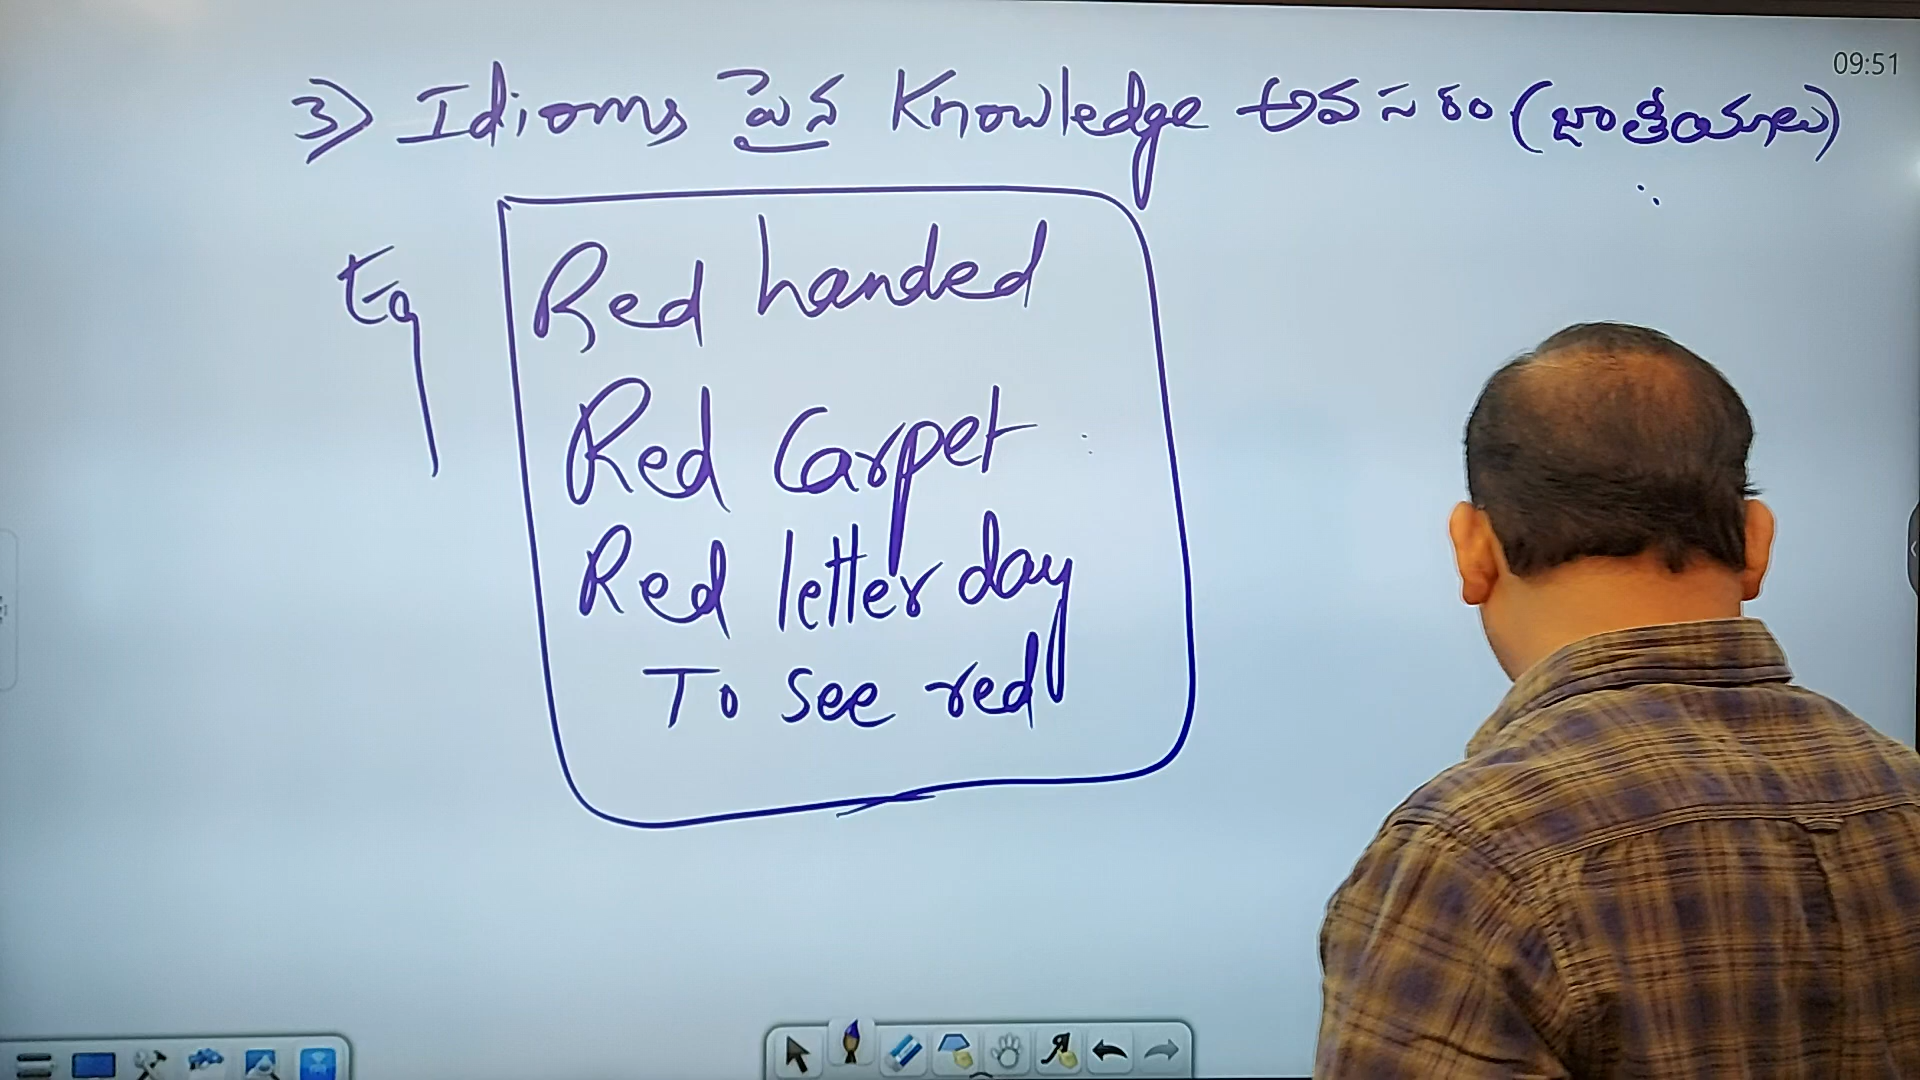 09:51
3) Idioms పైన Knowledge అవసరం (జాతీయాలు)
Eg
Red handed
Red Carpet
Red letter day
To see red